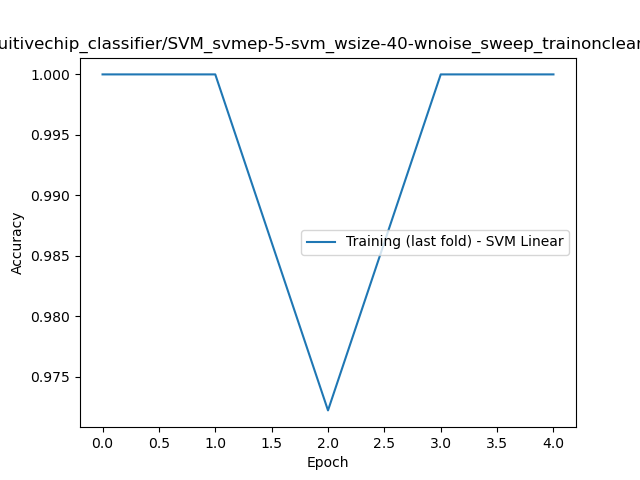 uitivechip_classifier/SVM_svmep-5-svm_wsize-40-wnoise_sweep_trainonclean
1.000
0.995
0.990
0.985
0.980
0.975
Accuracy
Training (last fold) - SVM Linear
0.0 0.5 1.0 1.5 2.0 2.5 3.0 3.5 4.0
Epoch